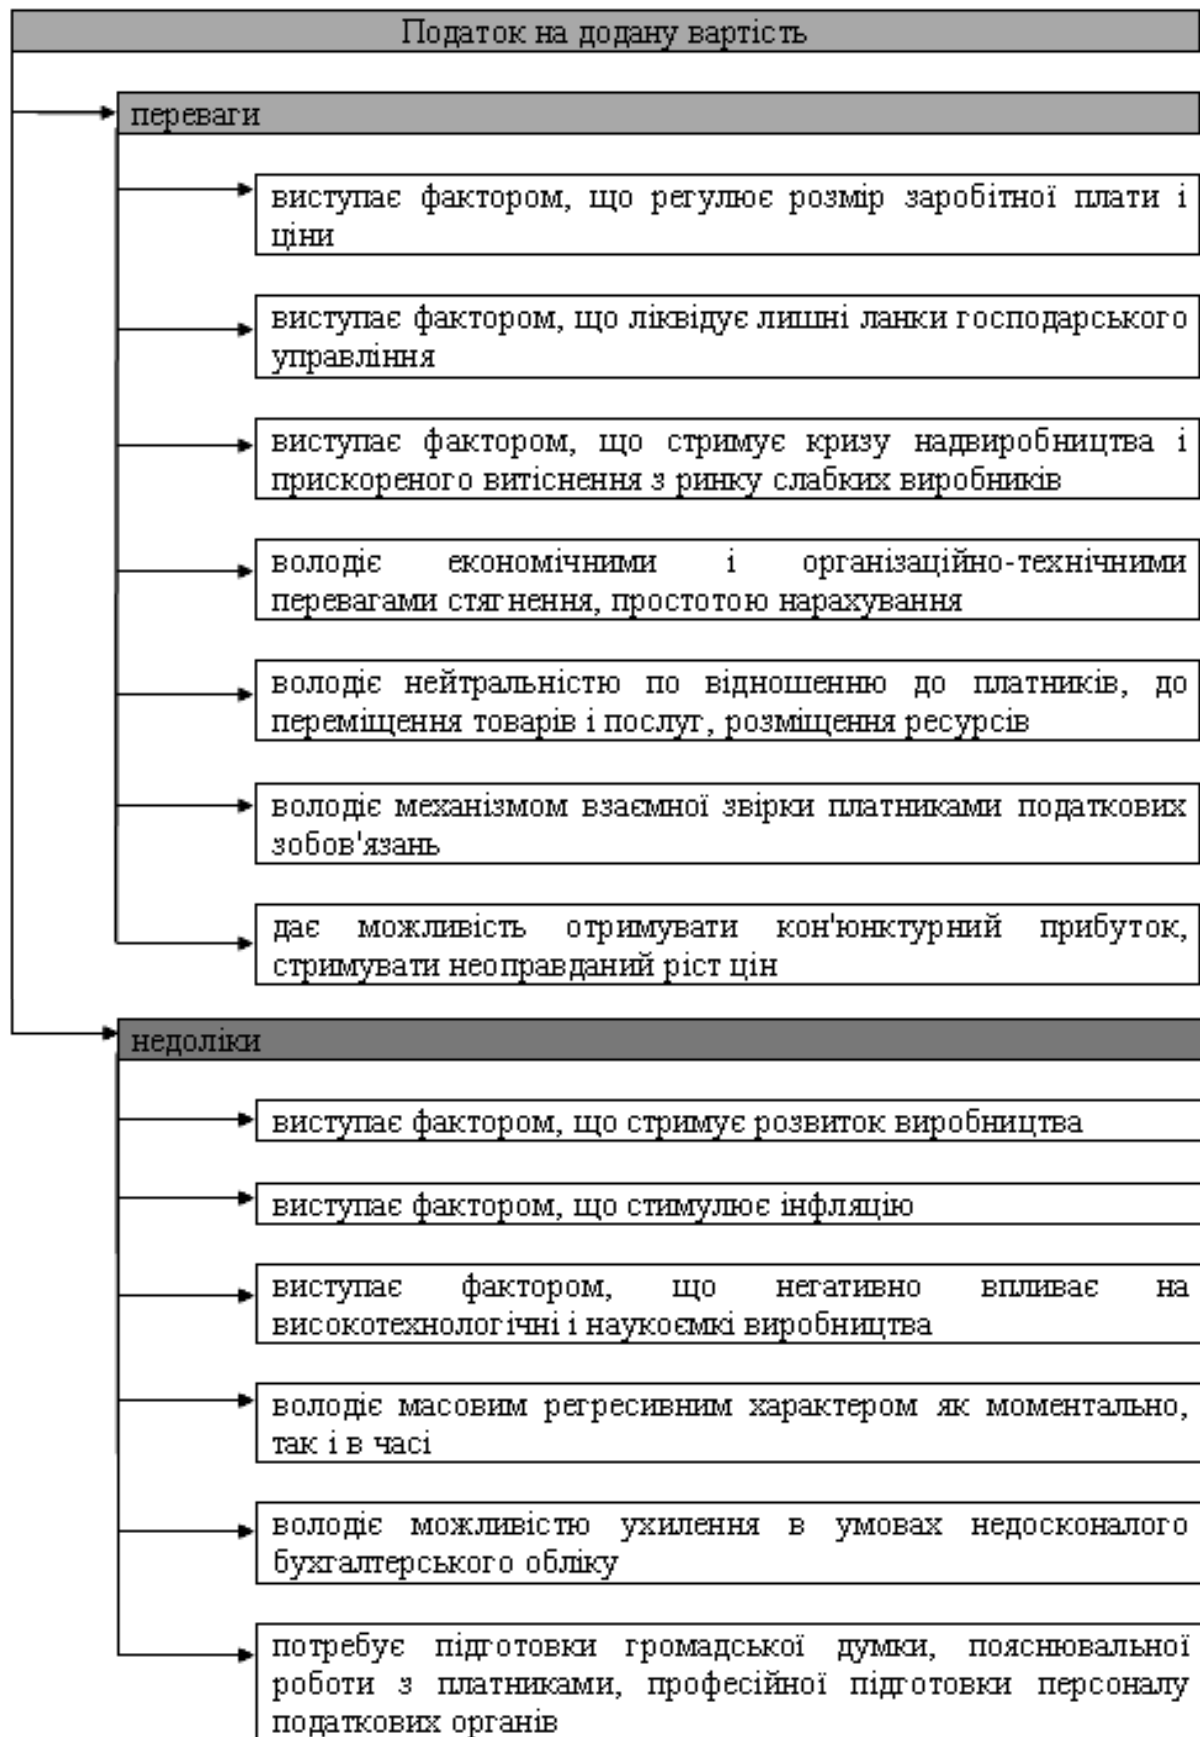 Податок на додану вартість
переваги
виступає фактором, що регулює розмір заробітної плати і
ціни
виступає фактором, що ліквідує лишні ланки господарського
управління
виступає фактором, що стримує кризу надвиробництва і
прискореного витіснення з ринку слабких виробників
володіє економічними і організаційно-технічними
перевагами стягнення, простотою нарахування
володіє нейтральністю по відношенню до платників, до
переміщення товарів і послуг, розміщення ресурсів
володіє механізмом взаємної звірки платниками податкових
зобов'язань
дає можливість отримувати кон'юнктурний прибуток,
стримувати неоправданий ріст цін
недоліки
виступає фактором, що стримує розвиток виробництва
виступає фактором, що стимулює інфляцію
виступає фактором, що негативно впливає на
високотехнологічні і наукоємкі виробництва
володіє масовим регресивним характером як моментально,
так і в часі
володіє можливістю ухилення в умовах недосконалого
бухгалтерського обліку
потребує підготовки громадської думки, пояснювальної
роботи з платниками, професійної підготовки персоналу
податкових органів